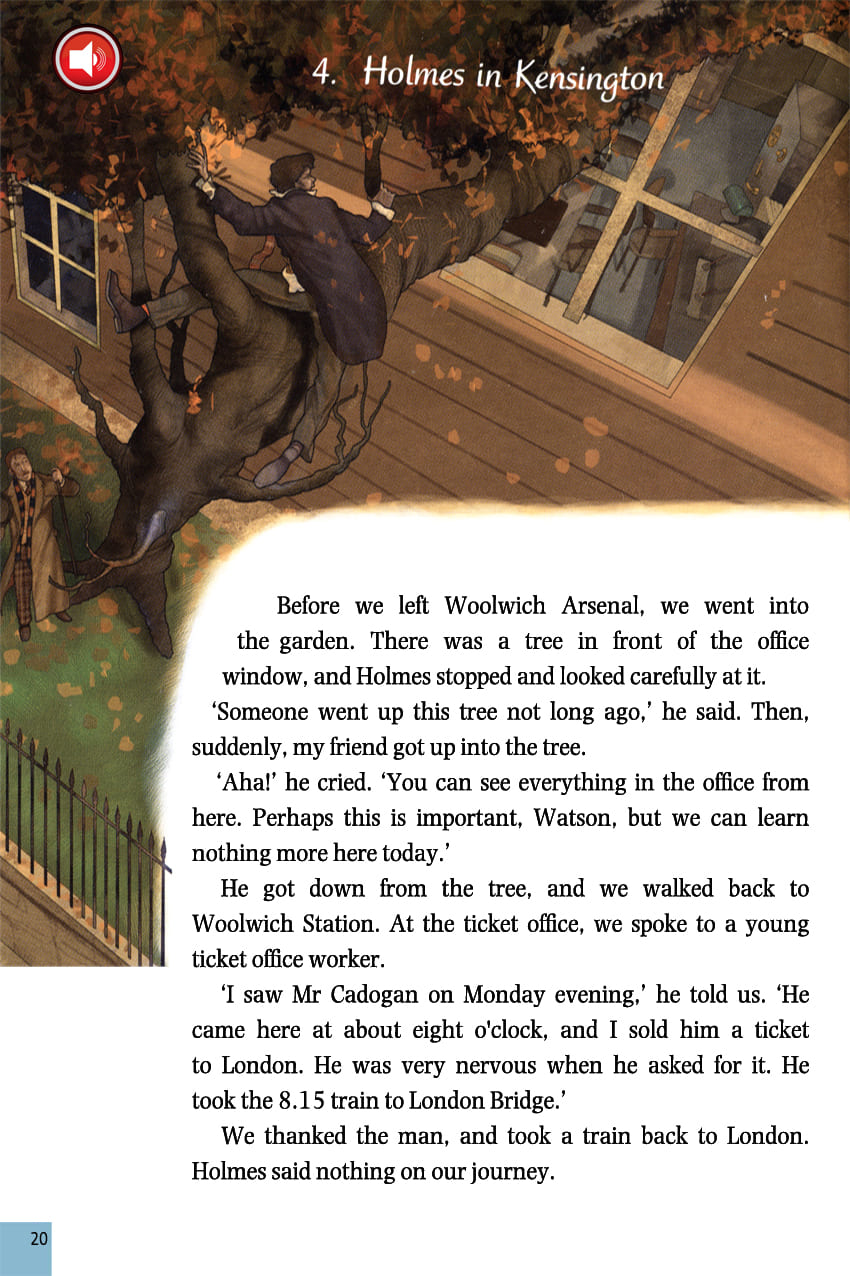 4. Holmes in Kensington
Before we left Woolwich Arsenal, we went into
the garden. There was a tree in front of the office
window, and Holmes stopped and looked carefully at it.
‘Someone went up this tree not long ago,’ he said. Then,
suddenly, my friend got up into the tree.
‘Aha!’ he cried. ‘You can see everything in the office from
here. Perhaps this is important, Watson, but we can learn
nothing more here today.’
He got down from the tree, and we walked back to
Woolwich Station. At the ticket office, we spoke to a young
ticket office worker.
‘I saw Mr Cadogan on Monday evening,’ he told us. ‘He
came here at about eight o'clock, and I sold him a ticket
to London. He was very nervous when he asked for it. He
took the 8.15 train to London Bridge.’
We thanked the man, and took a train back to London.
Holmes said nothing on our journey.
20